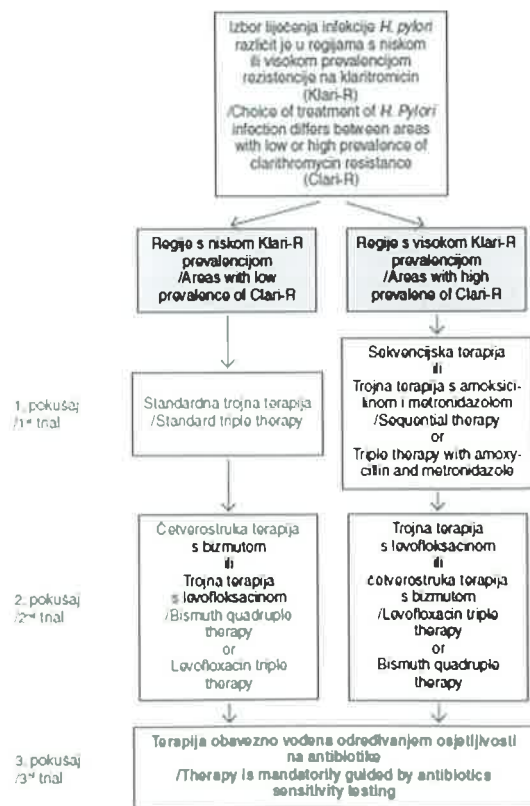 Izbor liječenja infekcije H. pylori
različit je u regijama s niskom
ili visokom prevalencijom
rezistencije na klaritromicin
(Klari-R)
/Choice of treatment of H. Pylori
infection differs between areas
with low or high prevalence of
clarithromycin resistance
(Clari-R)
Regije s niskom Klari-R
prevalencijom
/Areas with low
prevalence of Clari-R
Regije s visokom Klari-R
prevalencijom
/Areas with high
prevalene of Clari-R
1. pokušaj
/1st trial
Standardna trojna terapija
/Standard triple therapy
Sekvencijska terapija
ili
Trojna terapija s amoksici-
linom i metronidazolom
/Sequential therapy
or
Triple therapy with amoxy-
cillin and metronidazole
2. pokušaj
/2nd trial
Četverostruka terapija
s bizmutom
ili
Trojna terapija
s levofloksacinom
/Bismuth quadruple
therapy
or
Levofloxacin triple
therapy
Trojna terapija
s levofloksacinom
ili
četverostruka terapija
s bizmutom
/Levofloxacin triple
therapy
or
Bismuth quadruple
therapy
3. pokušaj
/3rd trial
Terapija obavezno vođena određivanjem osjetljivosti
na antibiotike
/Therapy is mandatorily guided by antibiotics
sensitivity testing